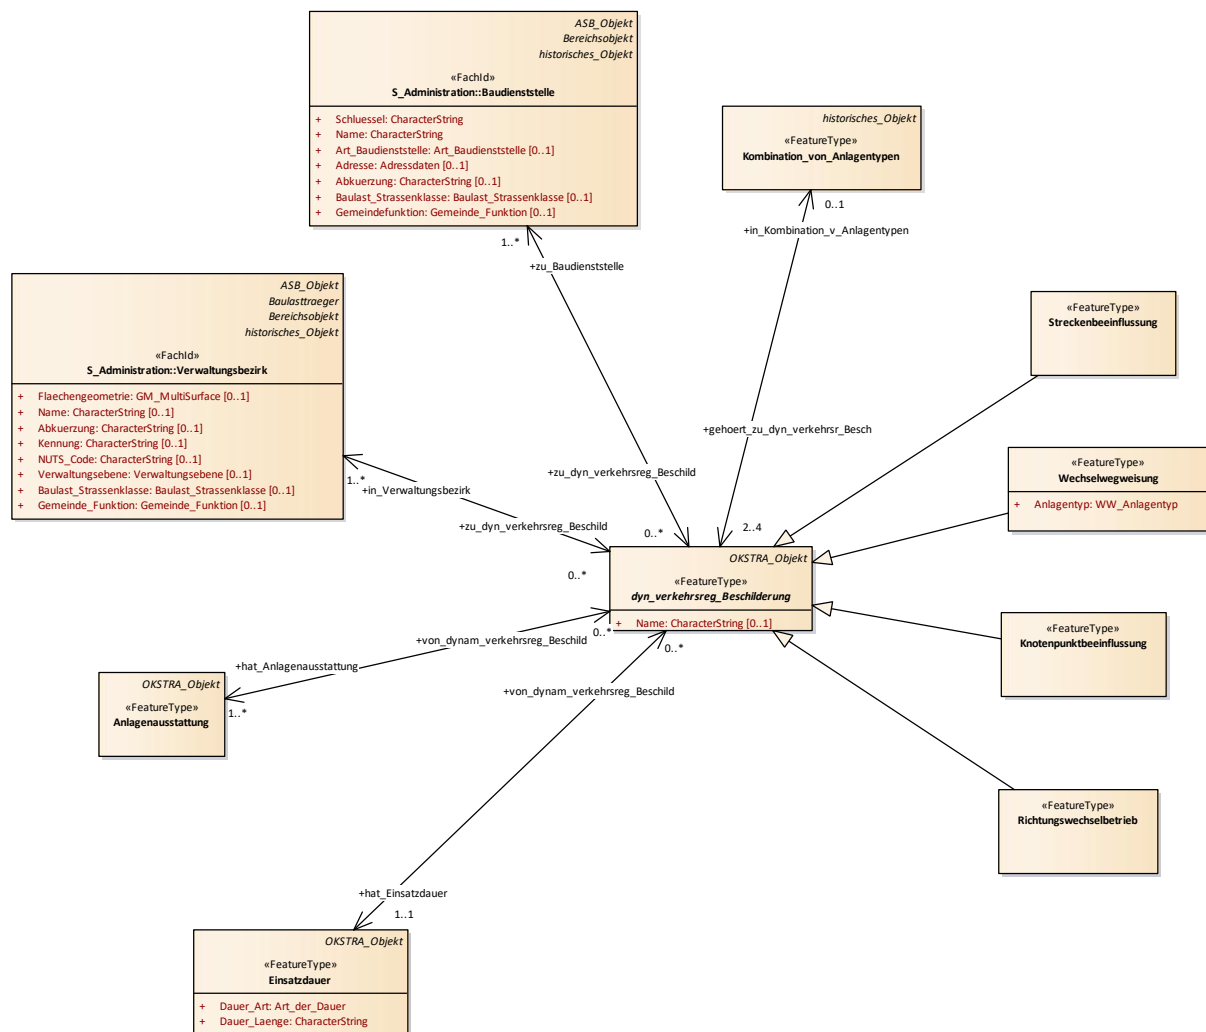 ASB_Objekt
Bereichsobjekt
historisches_Objekt
«FachId»
S_Administration::Baudienststelle
+ Schluessel: CharacterString
+ Name: CharacterString
+ Art_Baudienststelle: Art_Baudienststelle [0..1]
+ Adresse: Adressdaten [0..1]
+ Abkuerzung: CharacterString [0..1]
+ Baulast_Strassenklasse: Baulast_Strassenklasse [0..1]
+ Gemeindefunktion: Gemeinde_Funktion [0..1]
historisches_Objekt
«FeatureType»
Kombination_von_Anlagentypen
0..1
+in_Kombination_v_Anlagentypen
1..*
+zu_Baudienststelle
ASB_Objekt
Baulasttraeger
Bereichsobjekt
historisches_Objekt
«FachId»
S_Administration::Verwaltungsbezirk
+ Flaechengeometrie: GM_MultiSurface [0..1]
+ Name: CharacterString [0..1]
+ Abkuerzung: CharacterString [0..1]
+ Kennung: CharacterString [0..1]
+ NUTS_Code: CharacterString [0..1]
+ Verwaltungsebene: Verwaltungsebene [0..1]
+ Baulast_Strassenklasse: Baulast_Strassenklasse [0..1]
+ Gemeinde_Funktion: Gemeinde_Funktion [0..1]
«FeatureType»
Streckenbeeinflussung
+gehoert_zu_dyn_verkehrsr_Besch
+zu_dyn_verkehrsreg_Beschild
1..*
+in_Verwaltungsbezirk
«FeatureType»
Wechselwegweisung
+ Anlagentyp: WW_Anlagentyp
+zu_dyn_verkehrsreg_Beschild
0..*
2..4
0..*
OKSTRA_Objekt
«FeatureType»
dyn_verkehrsreg_Beschilderung
+ Name: CharacterString [0..1]
«FeatureType»
Knotenpunktbeeinflussung
0..*
+von_dynam_verkehrsreg_Beschild
0..*
+hat_Anlagenausstattung
1..*
OKSTRA_Objekt
«FeatureType»
Anlagenausstattung
+von_dynam_verkehrsreg_Beschild
«FeatureType»
Richtungswechselbetrieb
+hat_Einsatzdauer
1..1
OKSTRA_Objekt
«FeatureType»
Einsatzdauer
+ Dauer_Art: Art_der_Dauer
+ Dauer_Laenge: CharacterString